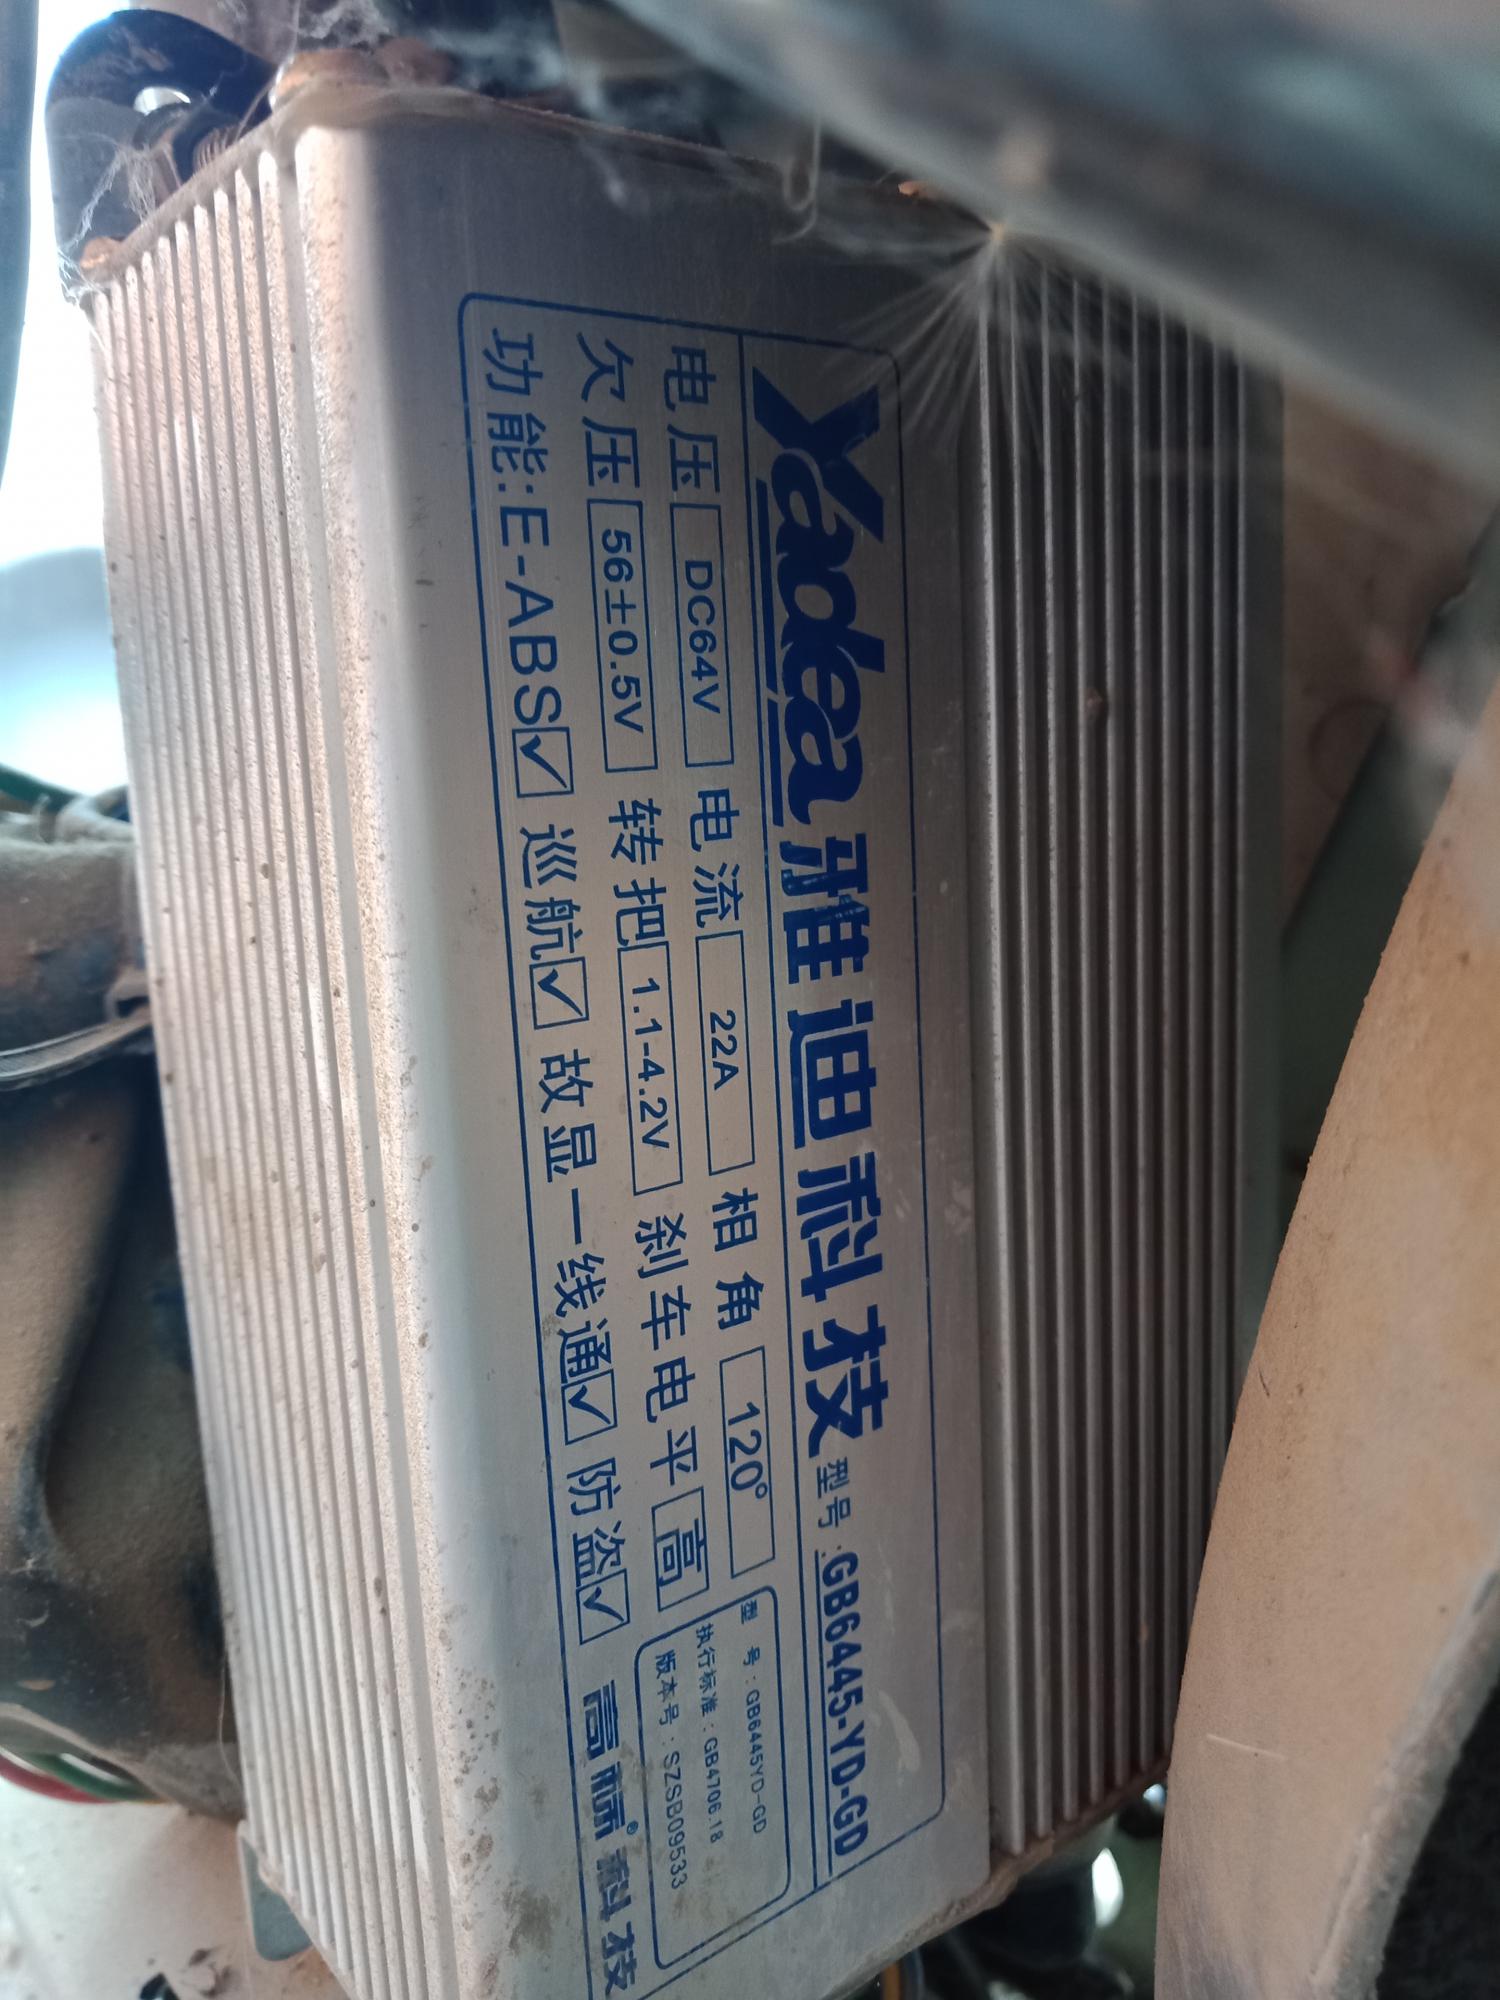 Yadea 雅迪科技 型号:GB6445-YD-GD
电压 DC64V 电流 22A 相角 120°
欠压 56±0.5V 转把 1.1-4.2V 刹车电平 高
功能:E-ABS☑ 巡航☑ 故显一线通☑ 防盗☑
型 号:GB6445YD-GD
执行标准:GB4706.18
版本号:SZSB09533
高标®科技